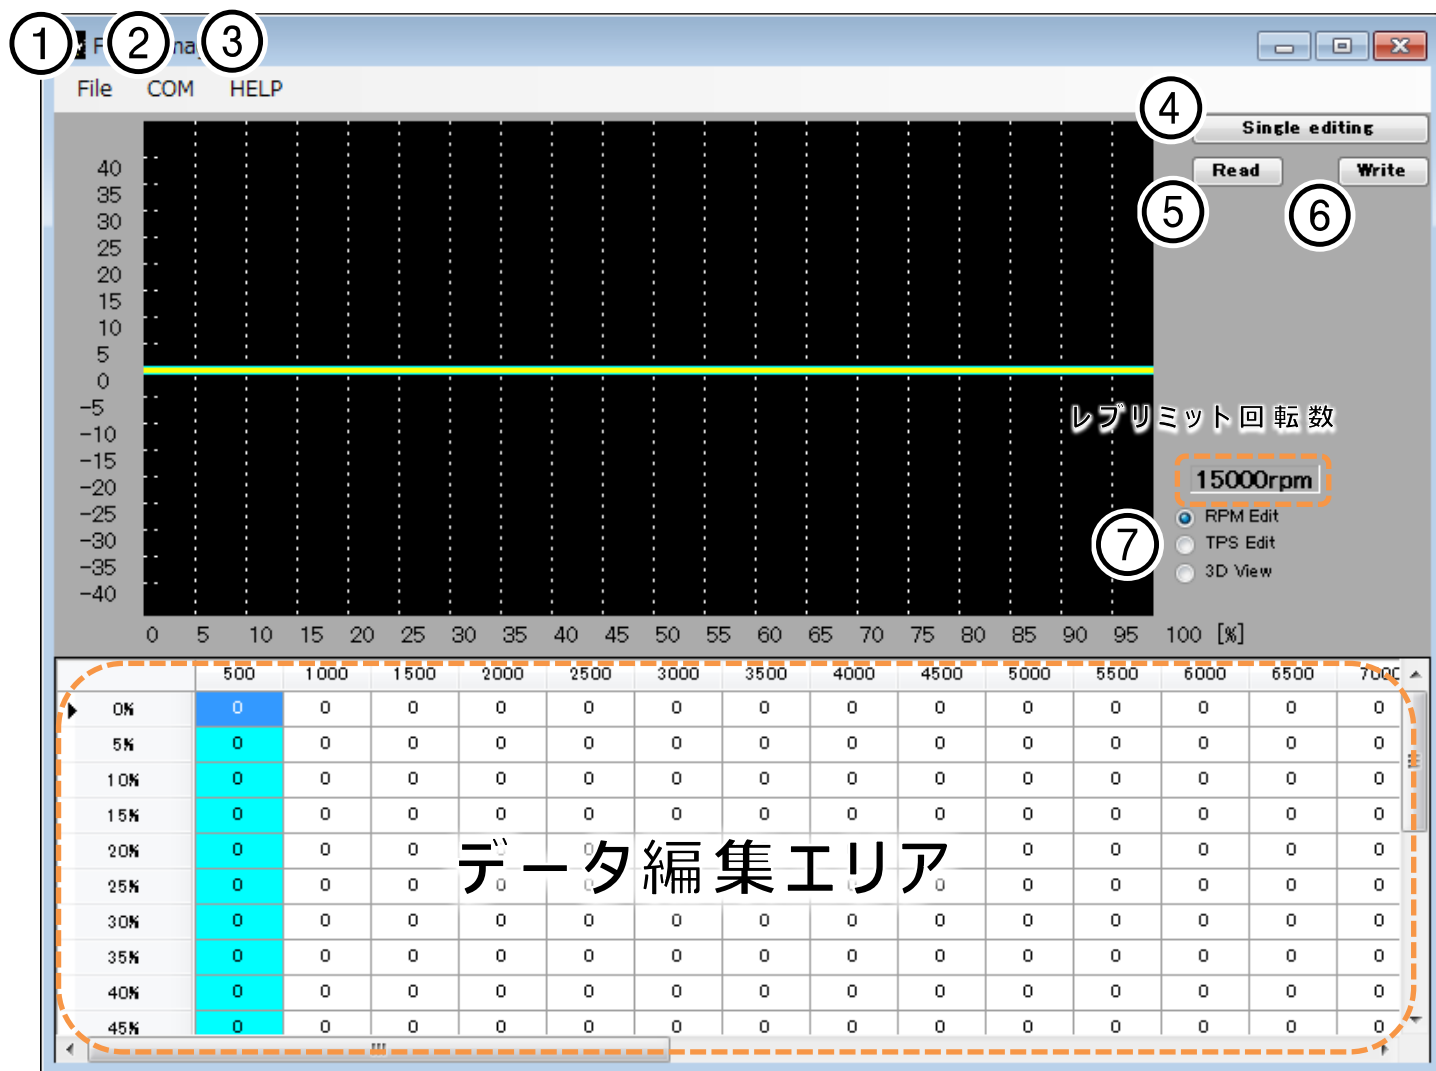 ① ② ③
File COM HELP
④ Single editing
Read Write
⑤ ⑥
40
35
30
25
20
15
10
5
0
-5
-10
-15
-20
-25
-30
-35
-40
レブリミット回転数
15000rpm
RPM Edit
⑦ TPS Edit
3D View
0 5 10 15 20 25 30 35 40 45 50 55 60 65 70 75 80 85 90 95 100 [%]
500 1000 1500 2000 2500 3000 3500 4000 4500 5000 5500 6000 6500 7000
0% 0 0 0 0 0 0 0 0 0 0 0 0 0 0
5% 0 0 0 0 0 0 0 0 0 0 0 0 0 0
10% 0 0 0 0 0 0 0 0 0 0 0 0 0 0
15% 0 0 0 0 0 0 0 0 0 0 0 0 0 0
20% 0 0 0 0 0 0 0 0
データ編集エリア
25% 0 0 0 0 0 0 0 0 0 0 0 0
30% 0 0 0 0 0 0 0 0 0 0 0 0 0 0
35% 0 0 0 0 0 0 0 0 0 0 0 0 0 0
40% 0 0 0 0 0 0 0 0 0 0 0 0 0 0
45% 0 0 0 0 0 0 0 0 0 0 0 0 0 0